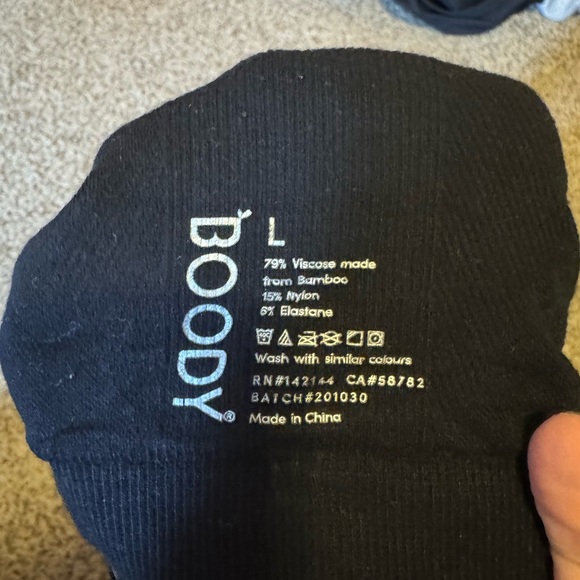 BOODY®
L
79% Viscose made
from Bamboo
15% Nylon
6% Elastane
Wash with similar colours
RN#142144 CA#58782
BATCH#201030
Made in China